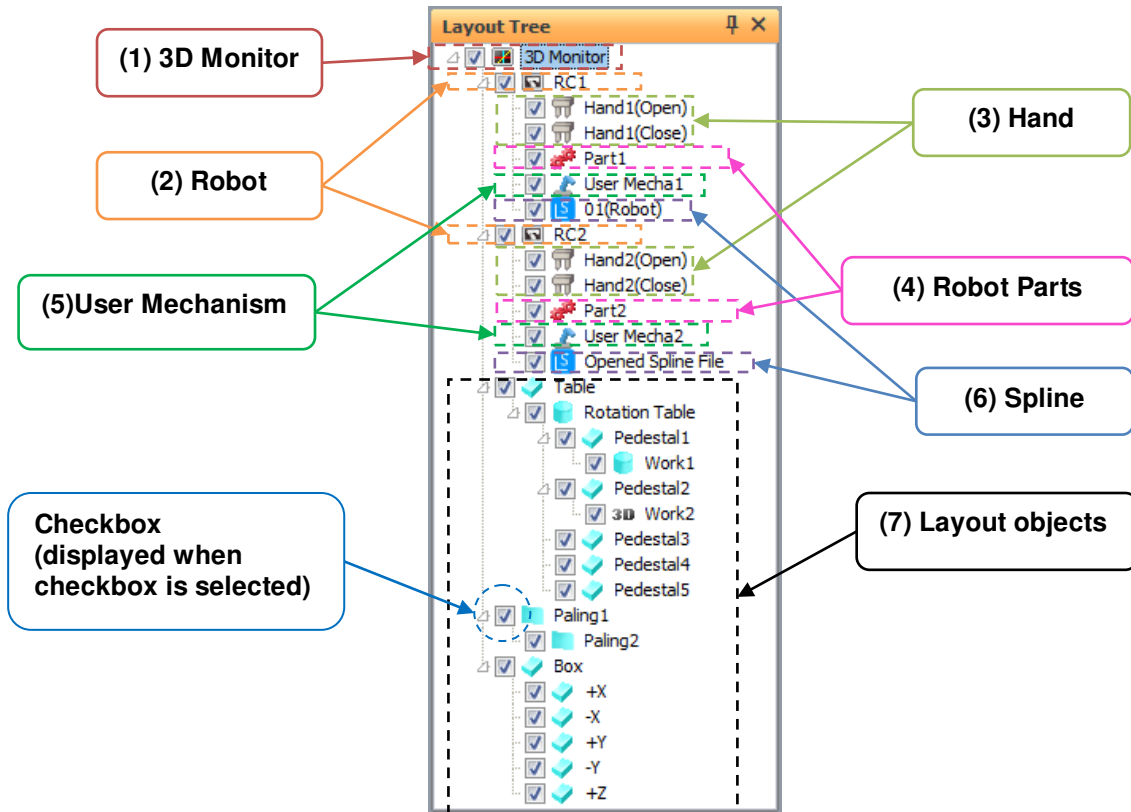 Layout Tree
(1) 3D Monitor
3D Monitor
RC1
Hand1(Open)
Hand1(Close)
(3) Hand
Part1
(2) Robot
User Mecha1
01(Robot)
RC2
Hand2(Open)
Hand2(Close)
(4) Robot Parts
(5)User Mechanism
Part2
User Mecha2
Opened Spline File
(6) Spline
Table
Rotation Table
Pedestal1
Work1
Pedestal2
3D Work2
Checkbox
(displayed when
checkbox is selected)
(7) Layout objects
Pedestal3
Pedestal4
Pedestal5
Paling1
Paling2
Box
+X
-X
+Y
-Y
+Z